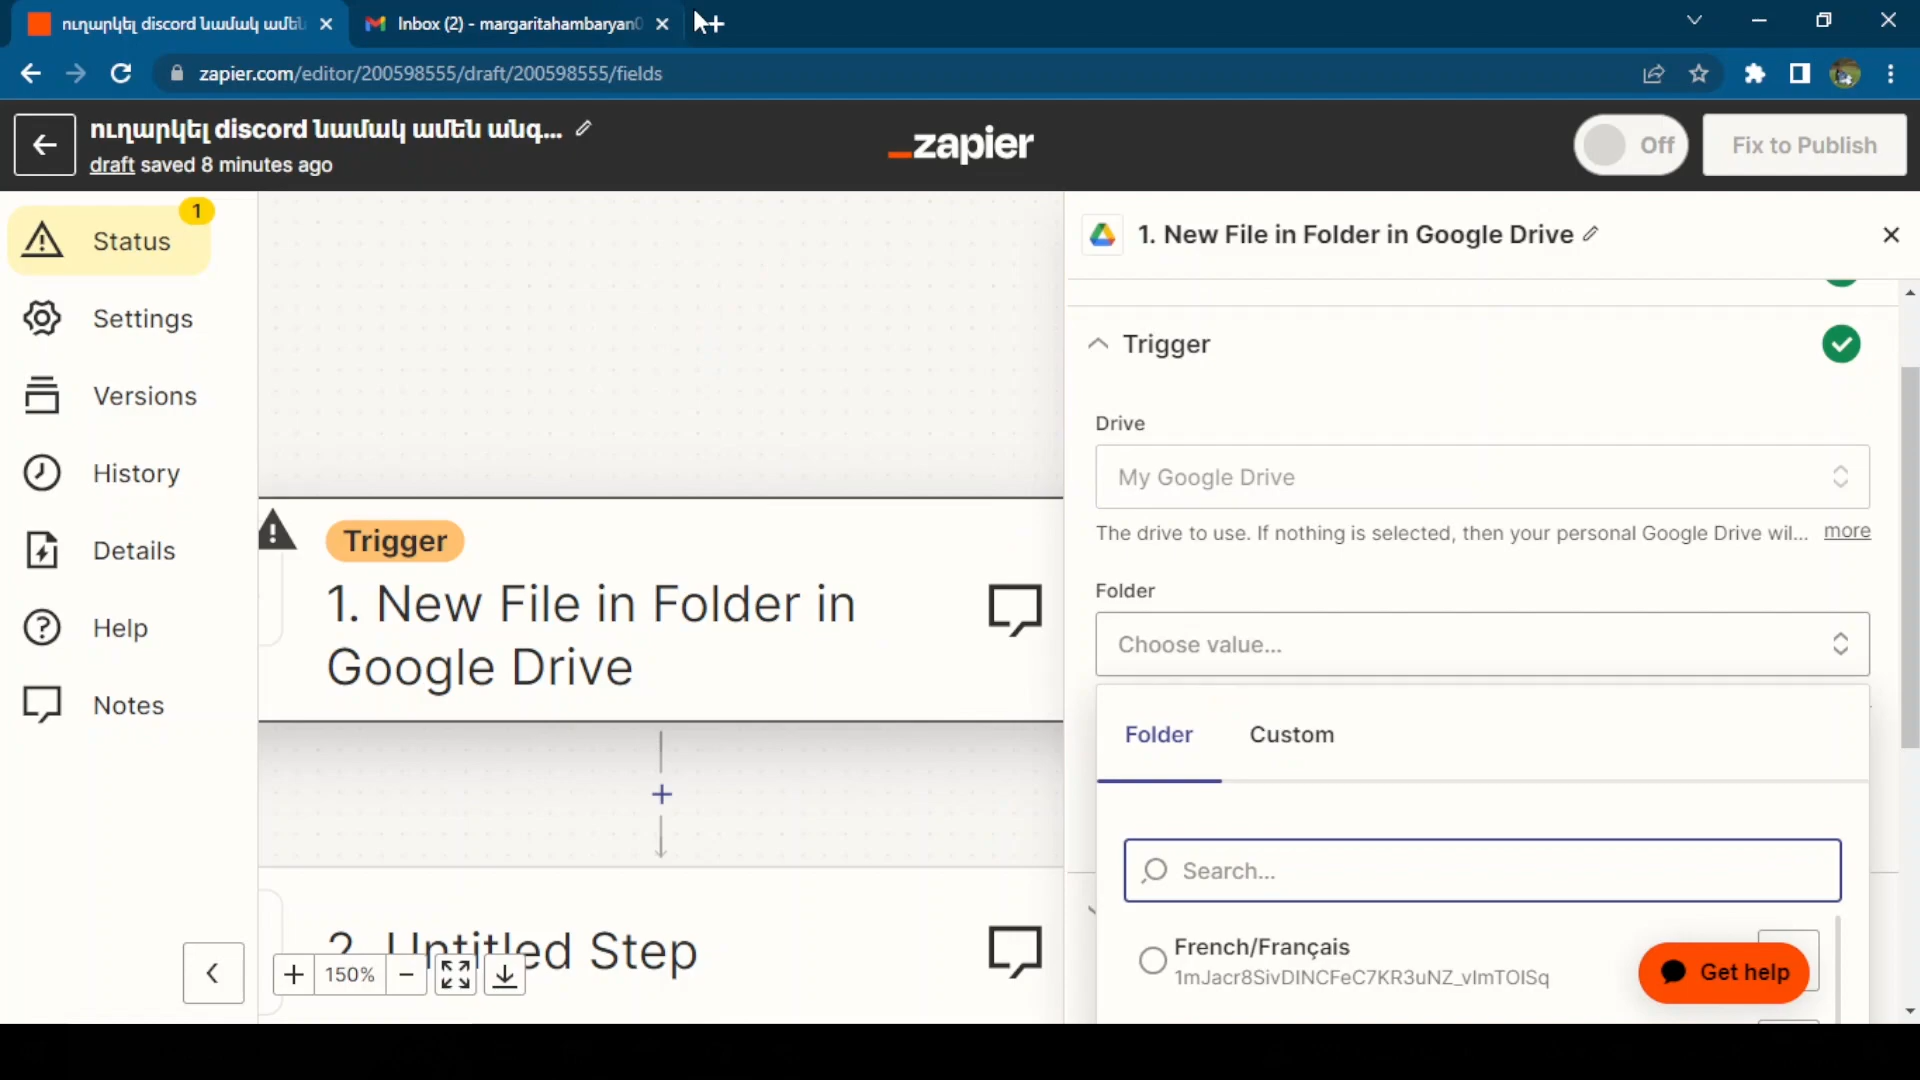 ուղարկել discord նամակ ամեն
Inbox (2) - margaritahambaryan0
zapier.com/editor/200598555/draft/200598555/fields
ուղարկել discord նամակ ամեն անգ...
draft saved 8 minutes ago
_zapier
Off
Fix to Publish
1
Status
Settings
Versions
History
Details
Help
Notes
Trigger
1. New File in Folder in
Google Drive
2. Untitled Step
150%
1. New File in Folder in Google Drive
Trigger
Drive
My Google Drive
The drive to use. If nothing is selected, then your personal Google Drive wil... more
Folder
Choose value...
Folder Custom
Search...
French/Français
1mJacr8SivDINCFeC7KR3uNZ_vImTOISq
Get help